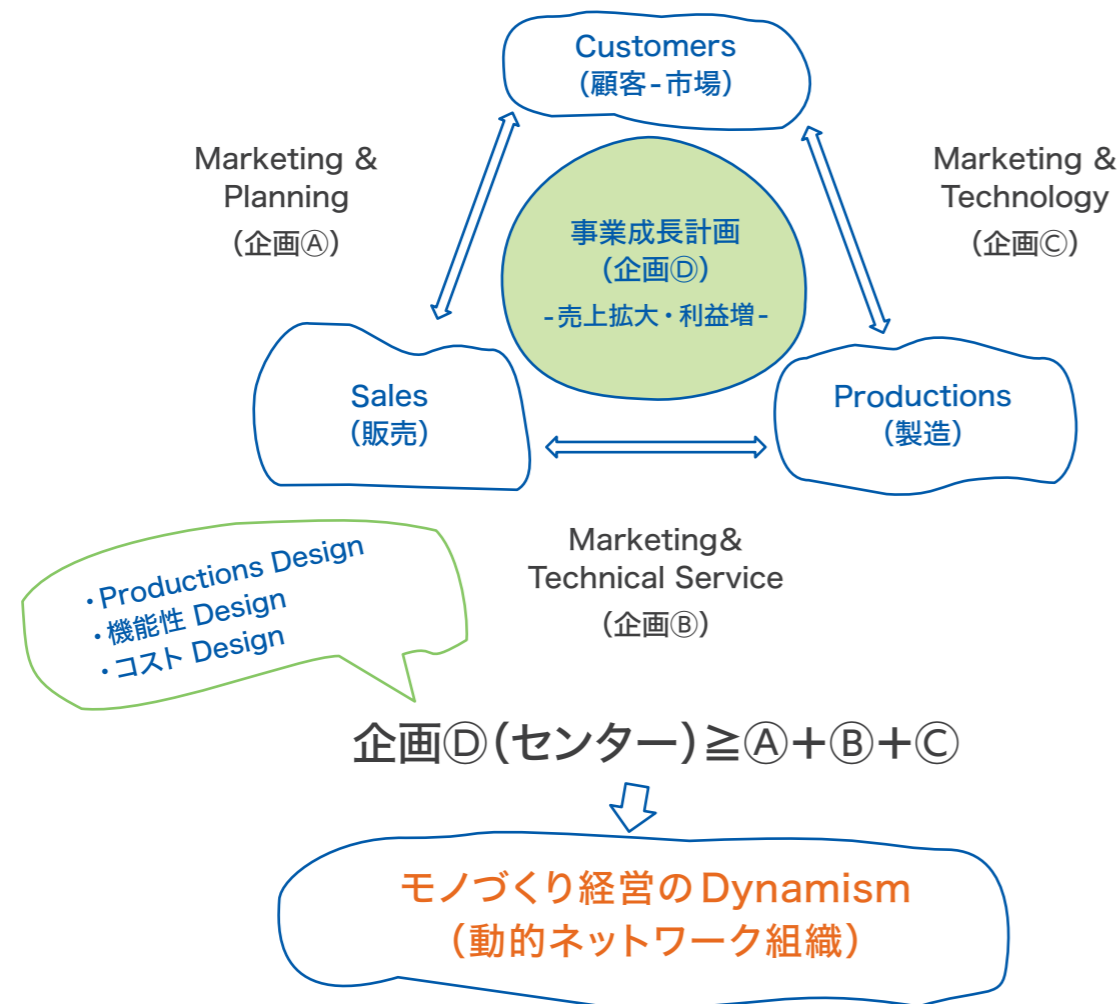 Customers
（顧客-市場）
Marketing &
Planning
（企画Ⓐ）
Marketing &
Technology
（企画Ⓒ）
事業成長計画
（企画Ⓓ）
-売上拡大・利益増-
Sales
（販売）
Productions
（製造）
Marketing&
Technical Service
（企画Ⓑ）
・Productions Design
・機能性 Design
・コスト Design
企画Ⓓ（センター）≧Ⓐ＋Ⓑ＋Ⓒ
モノづくり経営のDynamism
（動的ネットワーク組織）